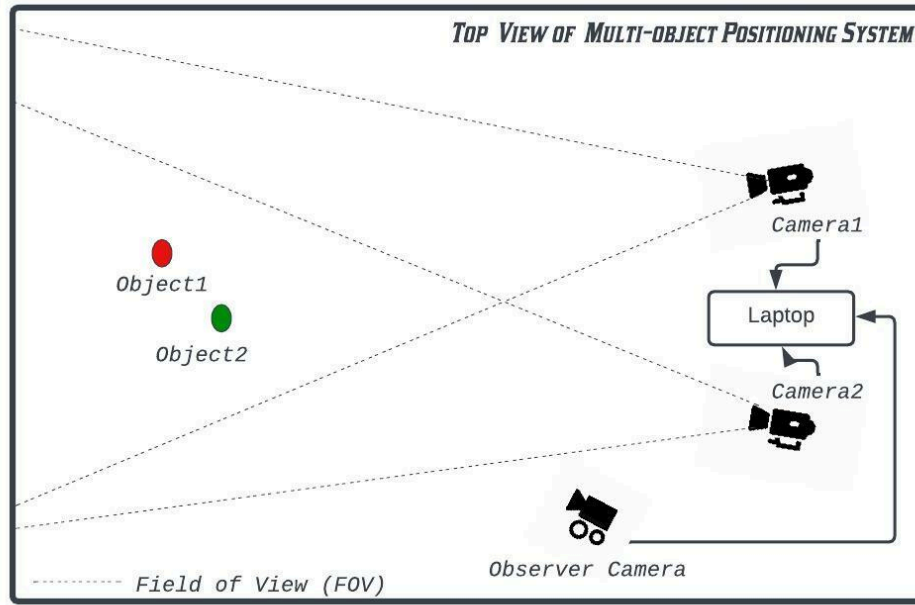 Top View of Multi-object Positioning System
Camera1
Object1
Laptop
Object2
Camera2
Observer Camera
Field of View (FOV)